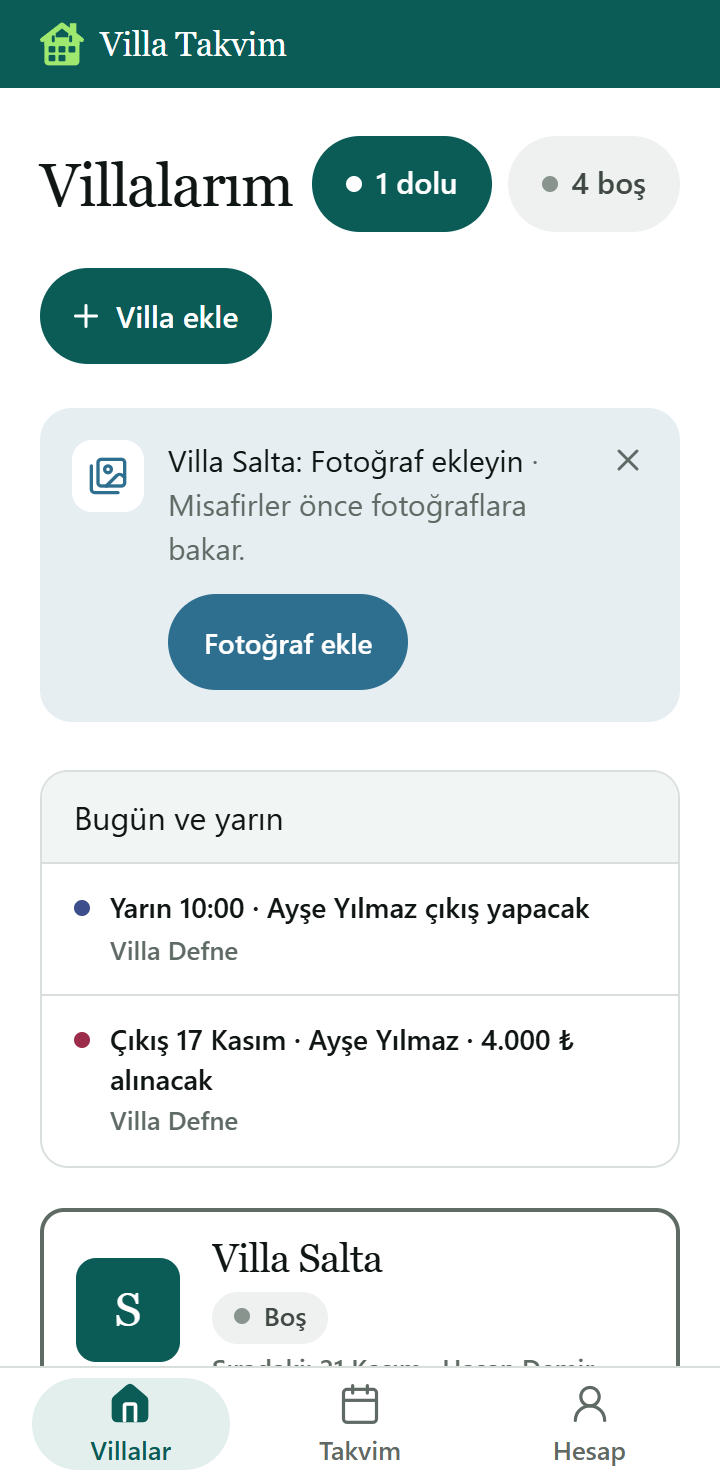 Villa Takvim
Villalarım
1 dolu
4 boş
Villa ekle
Villa Salta: Fotoğraf ekleyin ·
Misafirler önce fotoğraflara
bakar.
Fotoğraf ekle
Bugün ve yarın
Yarın 10:00 · Ayşe Yılmaz çıkış yapacak
Villa Defne
Çıkış 17 Kasım · Ayşe Yılmaz · 4.000 ₺
alınacak
Villa Defne
S
Villa Salta
Boş
Villalar
Takvim
Hesap